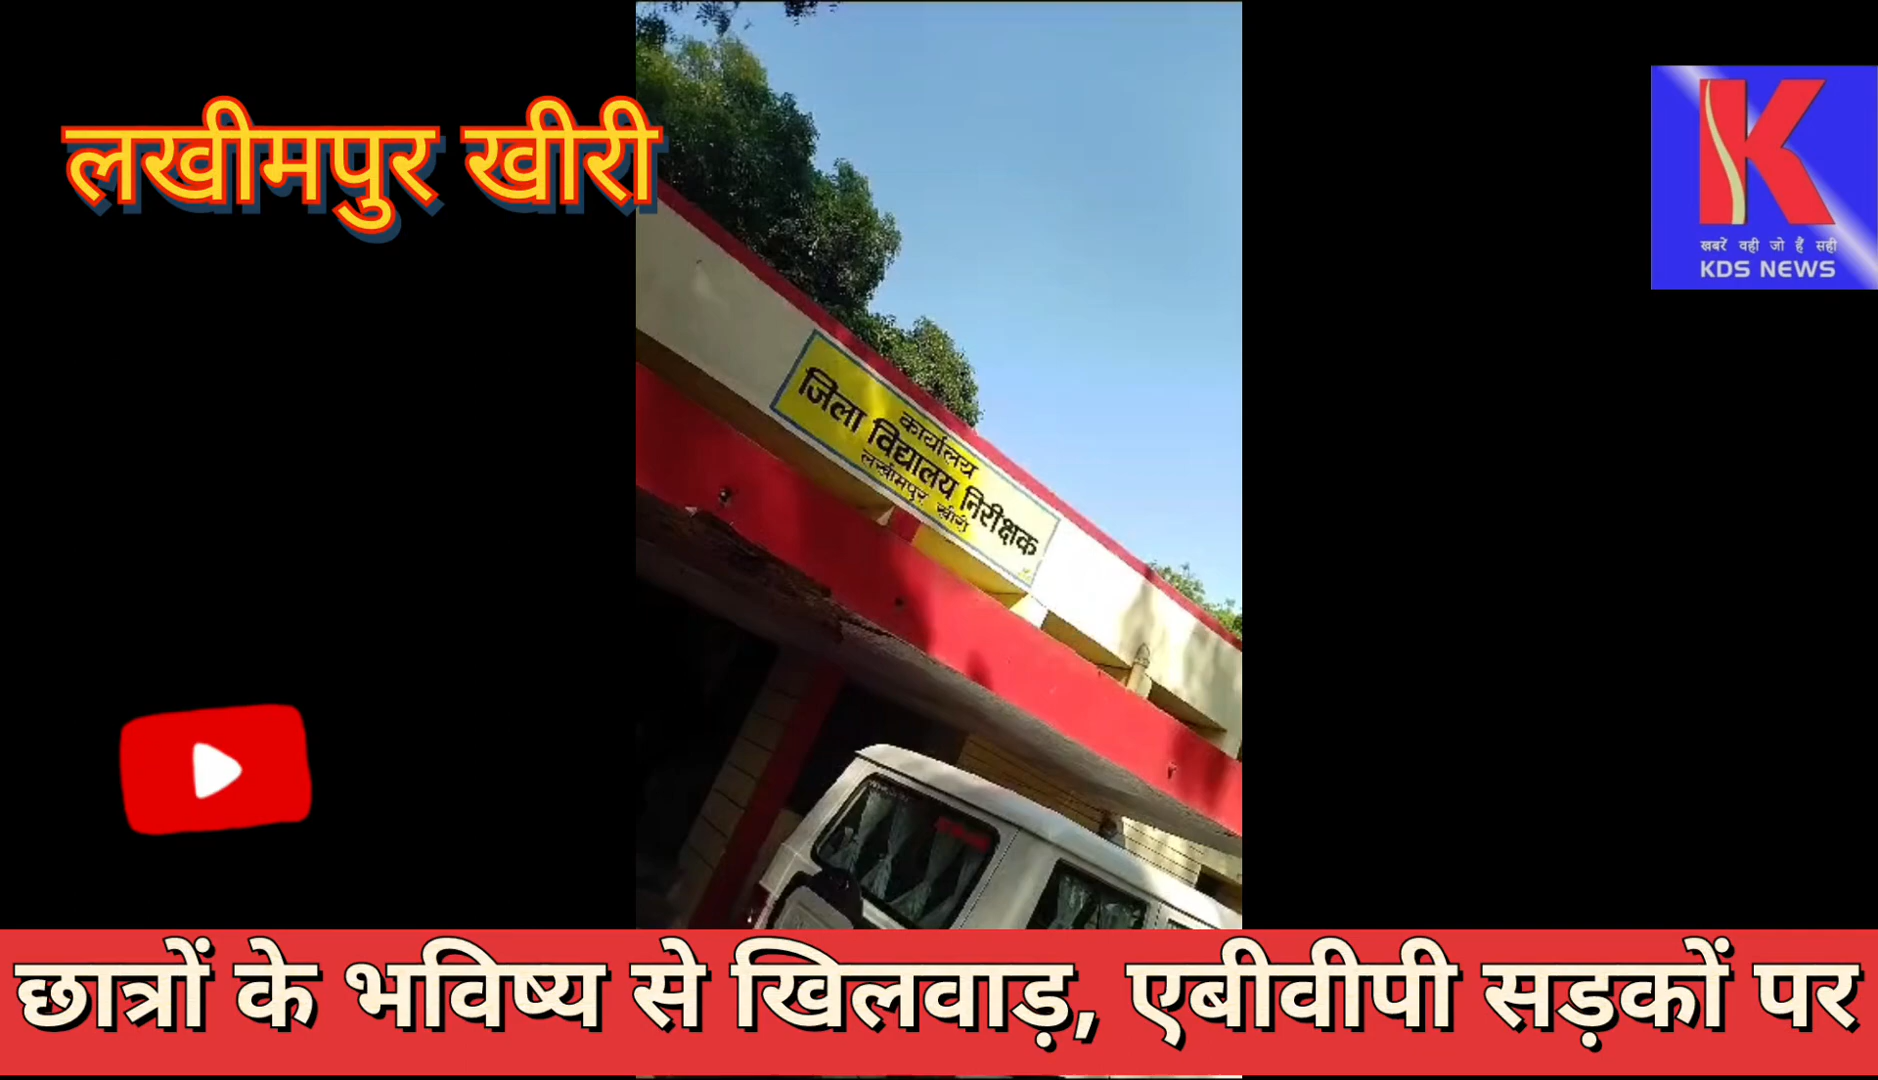 लखीमपुर खीरी
खबरें वही जो हैं सही
KDS NEWS
कार्यालय
जिला विद्यालय निरीक्षक
लखीमपुर खीरी
छात्रों के भविष्य से खिलवाड़, एबीवीपी सड़कों पर